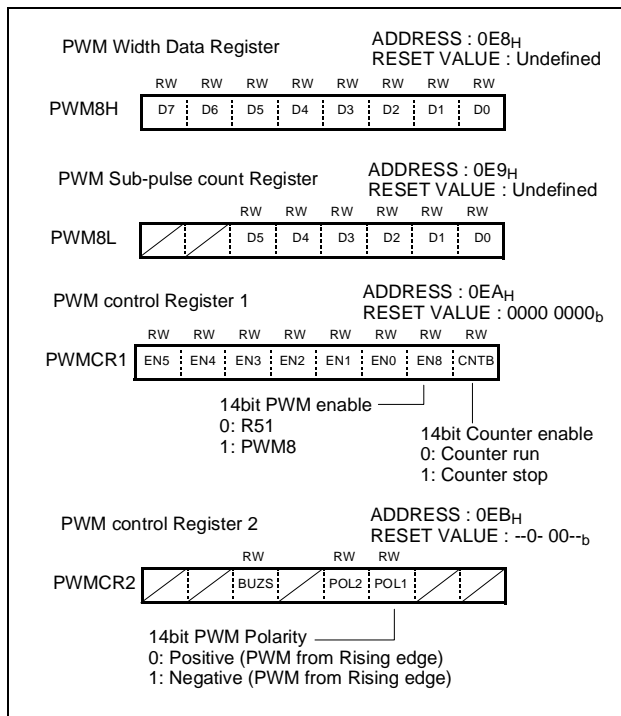 PWM Width Data Register
ADDRESS : 0E8H
RESET VALUE : Undefined
RW RW RW RW RW RW RW RW
PWM8H D7 D6 D5 D4 D3 D2 D1 D0
PWM Sub-pulse count Register
ADDRESS : 0E9H
RESET VALUE : Undefined
RW RW RW RW RW RW
PWM8L D5 D4 D3 D2 D1 D0
PWM control Register 1
ADDRESS : 0EAH
RESET VALUE : 0000 0000b
RW RW RW RW RW RW RW RW
PWMCR1 EN5 EN4 EN3 EN2 EN1 EN0 EN8 CNTB
14bit PWM enable
0: R51
1: PWM8
14bit Counter enable
0: Counter run
1: Counter stop
PWM control Register 2
ADDRESS : 0EBH
RESET VALUE : --0- 00--b
RW RW RW
PWMCR2 BUZS POL2 POL1
14bit PWM Polarity
0: Positive (PWM from Rising edge)
1: Negative (PWM from Rising edge)